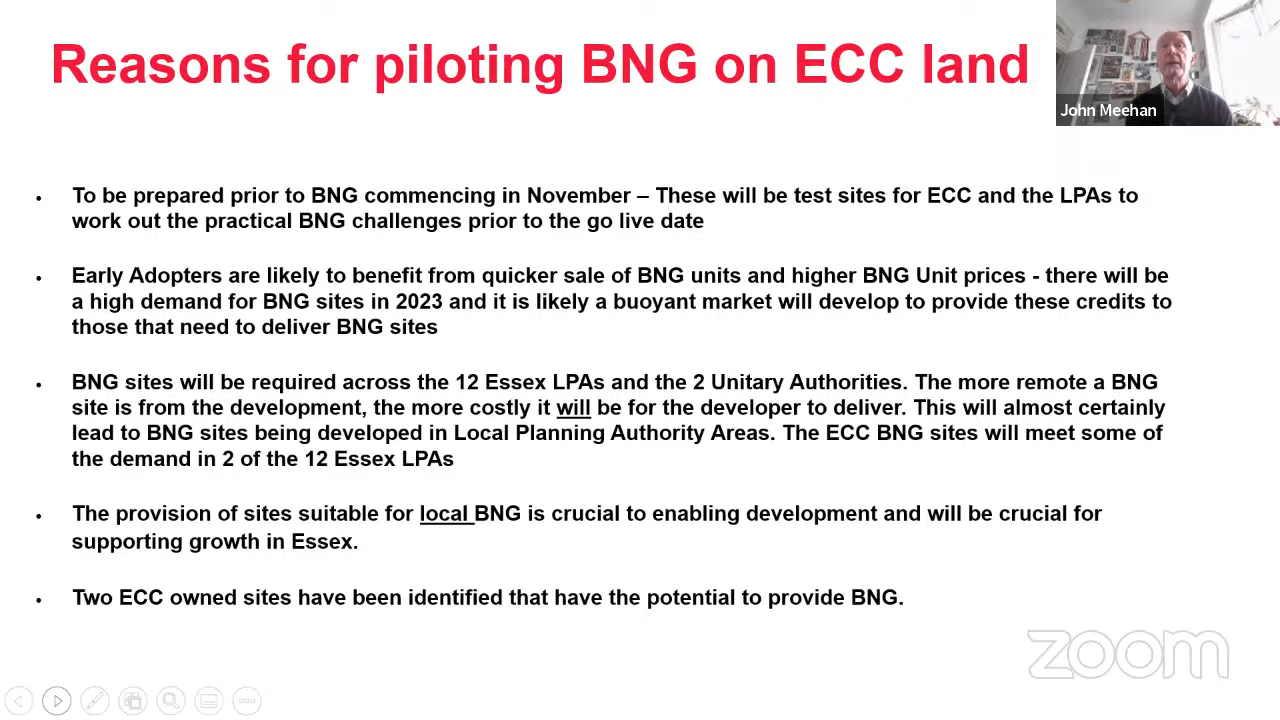 Reasons for piloting BNG on ECC land
John Meehan
• To be prepared prior to BNG commencing in November – These will be test sites for ECC and the LPAs to
work out the practical BNG challenges prior to the go live date
• Early Adopters are likely to benefit from quicker sale of BNG units and higher BNG Unit prices - there will be
a high demand for BNG sites in 2023 and it is likely a buoyant market will develop to provide these credits to
those that need to deliver BNG sites
• BNG sites will be required across the 12 Essex LPAs and the 2 Unitary Authorities. The more remote a BNG
site is from the development, the more costly it will be for the developer to deliver. This will almost certainly
lead to BNG sites being developed in Local Planning Authority Areas. The ECC BNG sites will meet some of
the demand in 2 of the 12 Essex LPAs
• The provision of sites suitable for local BNG is crucial to enabling development and will be crucial for
supporting growth in Essex.
• Two ECC owned sites have been identified that have the potential to provide BNG.
zoom